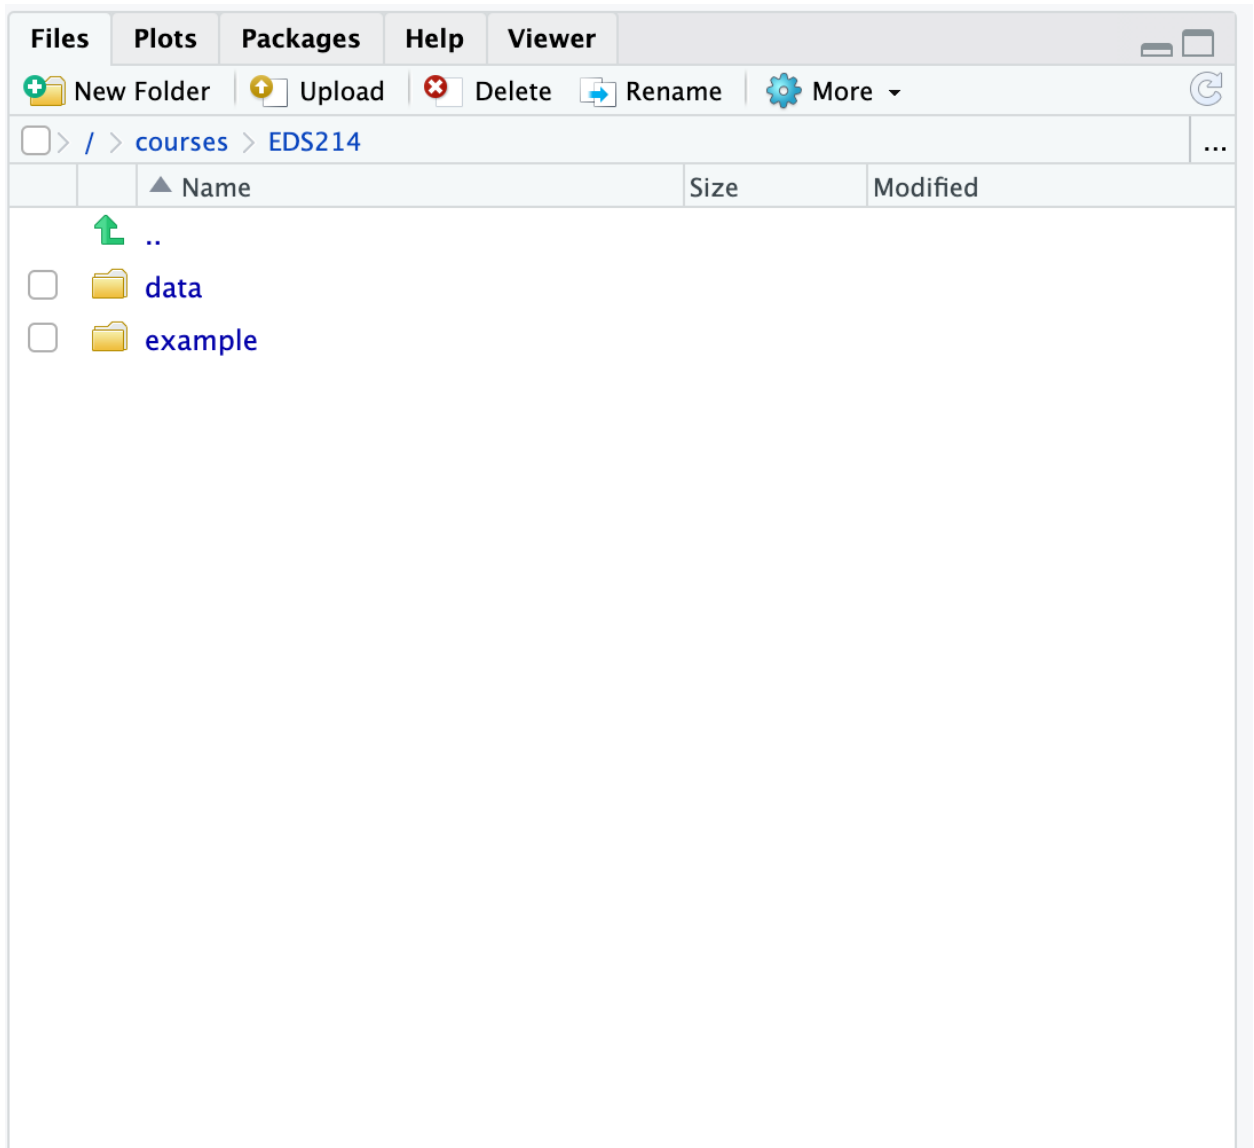 Files Plots Packages Help Viewer
New Folder Upload Delete Rename More
/ > courses > EDS214 ...
Name Size Modified
..
data
example